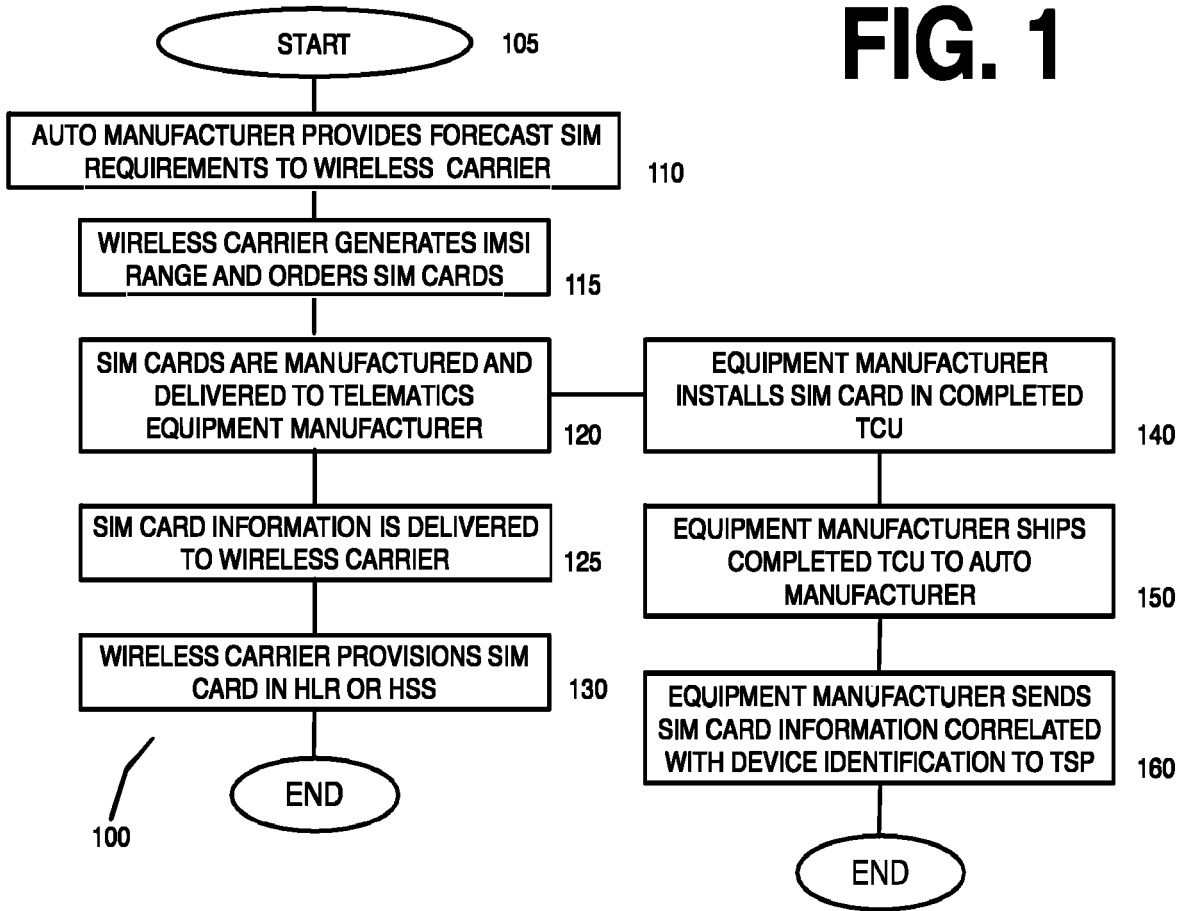 FIG. 1
START
105
AUTO MANUFACTURER PROVIDES FORECAST SIM
REQUIREMENTS TO WIRELESS CARRIER
110
WIRELESS CARRIER GENERATES IMSI
RANGE AND ORDERS SIM CARDS
115
SIM CARDS ARE MANUFACTURED AND
DELIVERED TO TELEMATICS
EQUIPMENT MANUFACTURER
120
SIM CARD INFORMATION IS DELIVERED
TO WIRELESS CARRIER
125
WIRELESS CARRIER PROVISIONS SIM
CARD IN HLR OR HSS
130
END
100
EQUIPMENT MANUFACTURER
INSTALLS SIM CARD IN COMPLETED
TCU
140
EQUIPMENT MANUFACTURER SHIPS
COMPLETED TCU TO AUTO
MANUFACTURER
150
EQUIPMENT MANUFACTURER SENDS
SIM CARD INFORMATION CORRELATED
WITH DEVICE IDENTIFICATION TO TSP
160
END